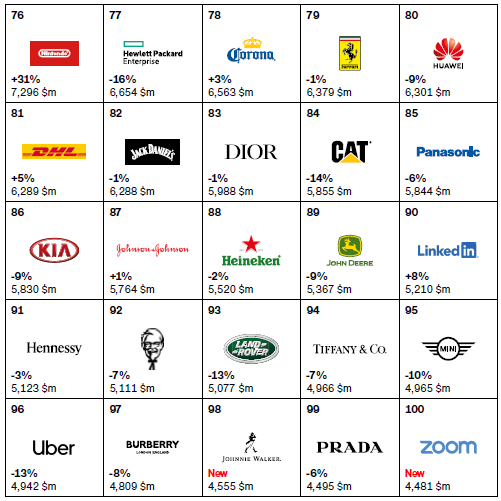 76
77
78
79
80
Nintendo
Hewlett Packard
Enterprise
Corona
Ferrari
HUAWEI
+31%
-16%
+3%
-1%
-9%
7,296 $m
6,654 $m
6,563 $m
6,379 $m
6,301 $m
81
82
83
84
85
DHL
JACK DANIEL'S
DIOR
CAT
Panasonic
+5%
-1%
-1%
-14%
-6%
6,289 $m
6,288 $m
5,988 $m
5,855 $m
5,844 $m
86
87
88
89
90
KIA
Johnson & Johnson
Heineken
JOHN DEERE
LinkedIn
-9%
+1%
-2%
-9%
+8%
5,830 $m
5,764 $m
5,520 $m
5,367 $m
5,210 $m
91
92
93
94
95
Hennessy
LAND
ROVER
TIFFANY & CO.
MINI
-3%
-7%
-13%
-7%
-10%
5,123 $m
5,111 $m
5,077 $m
4,966 $m
4,965 $m
96
97
98
99
100
Uber
BURBERRY
LONDON ENGLAND
JOHNNIE WALKER.
PRADA
zoom
-13%
-8%
New
-6%
New
4,942 $m
4,809 $m
4,555 $m
4,495 $m
4,481 $m